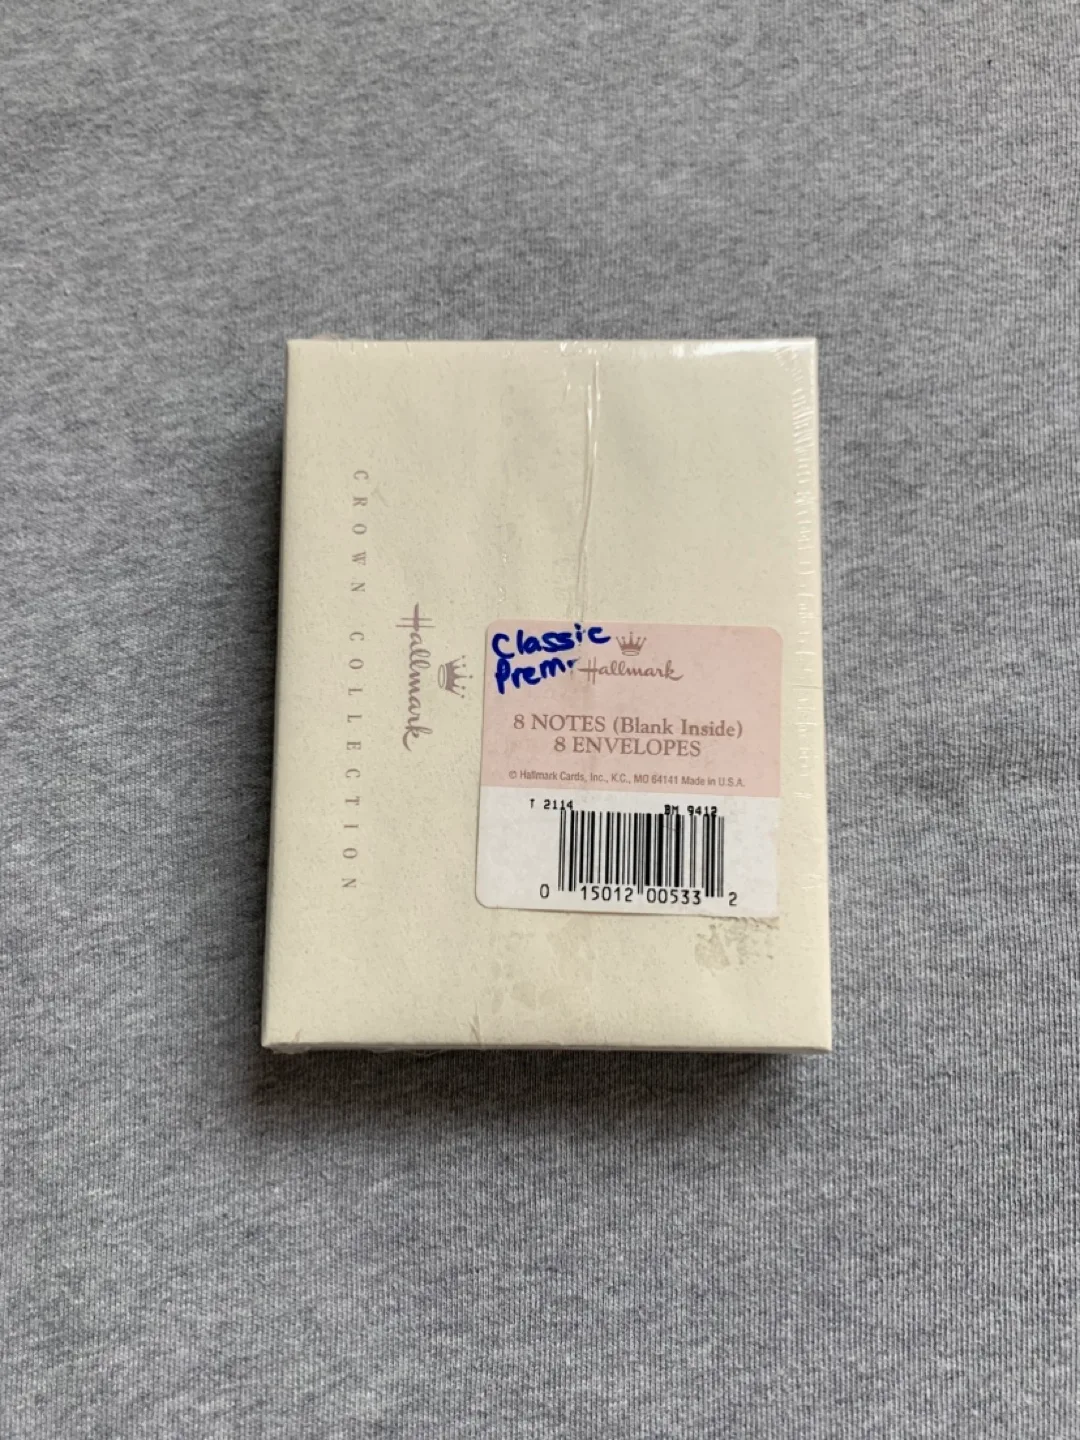 CROWN COLLECTION
Hallmark
Classic
Prem.
Hallmark
8 NOTES (Blank Inside)
8 ENVELOPES
© Hallmark Cards, Inc., K.C., MO 64141 Made in U.S.A.
T 2114 BM 9412
0 15012 00533 2